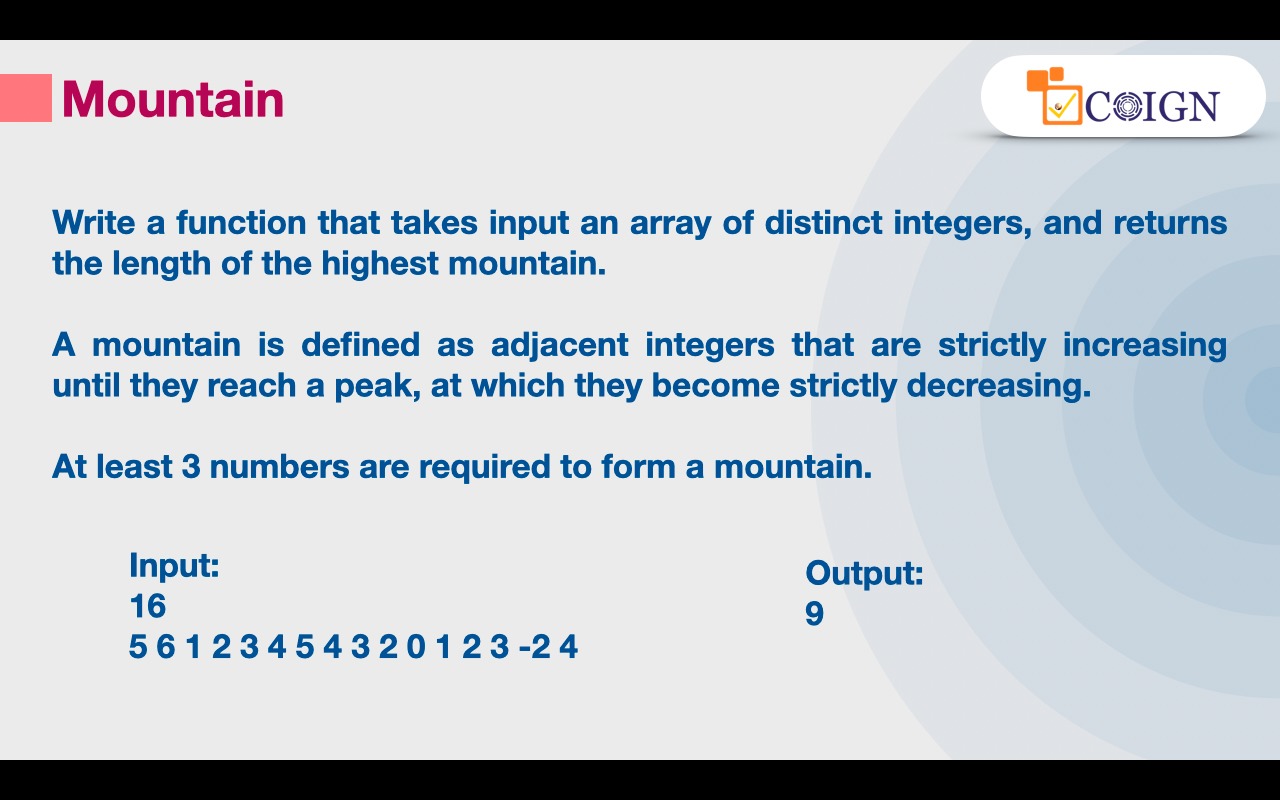 Mountain
COIGN
Write a function that takes input an array of distinct integers, and returns
the length of the highest mountain.
A mountain is defined as adjacent integers that are strictly increasing
until they reach a peak, at which they become strictly decreasing.
At least 3 numbers are required to form a mountain.
Input:
16
5 6 1 2 3 4 5 4 3 2 0 1 2 3 -2 4
Output:
9